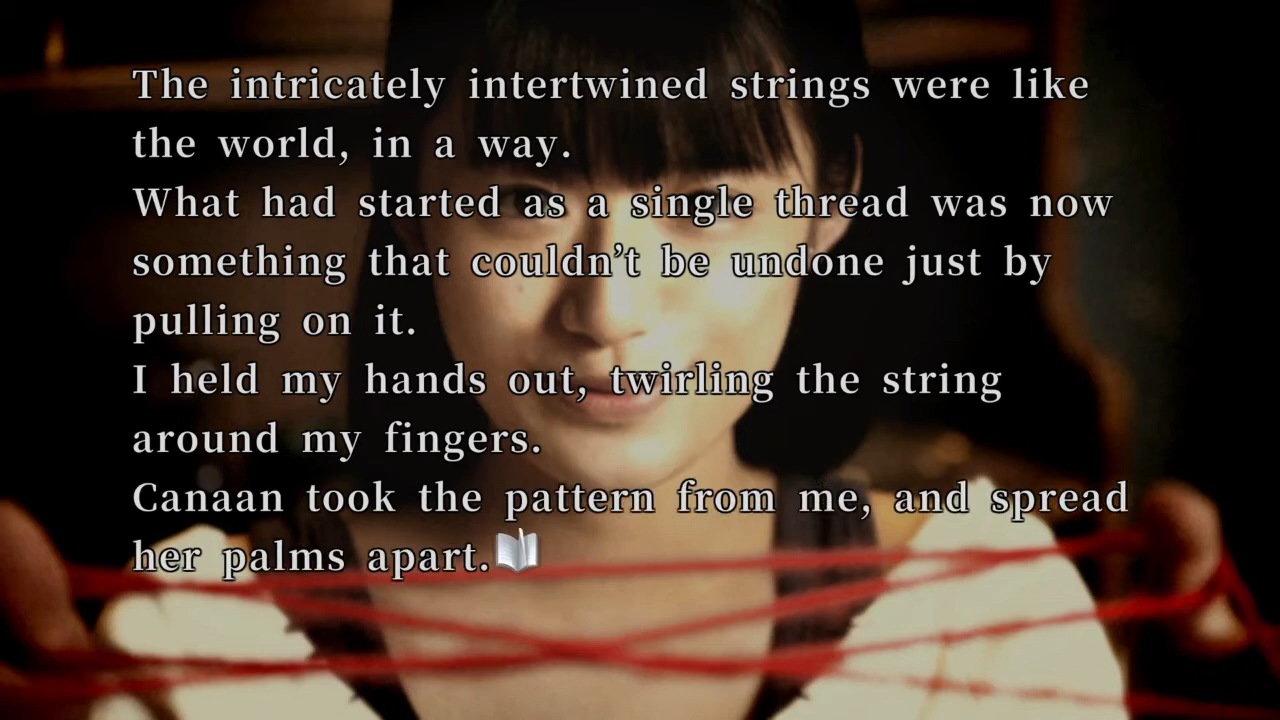 The intricately intertwined strings were like
the world, in a way.
What had started as a single thread was now
something that couldn’t be undone just by
pulling on it.
I held my hands out, twirling the string
around my fingers.
Canaan took the pattern from me, and spread
her palms apart.